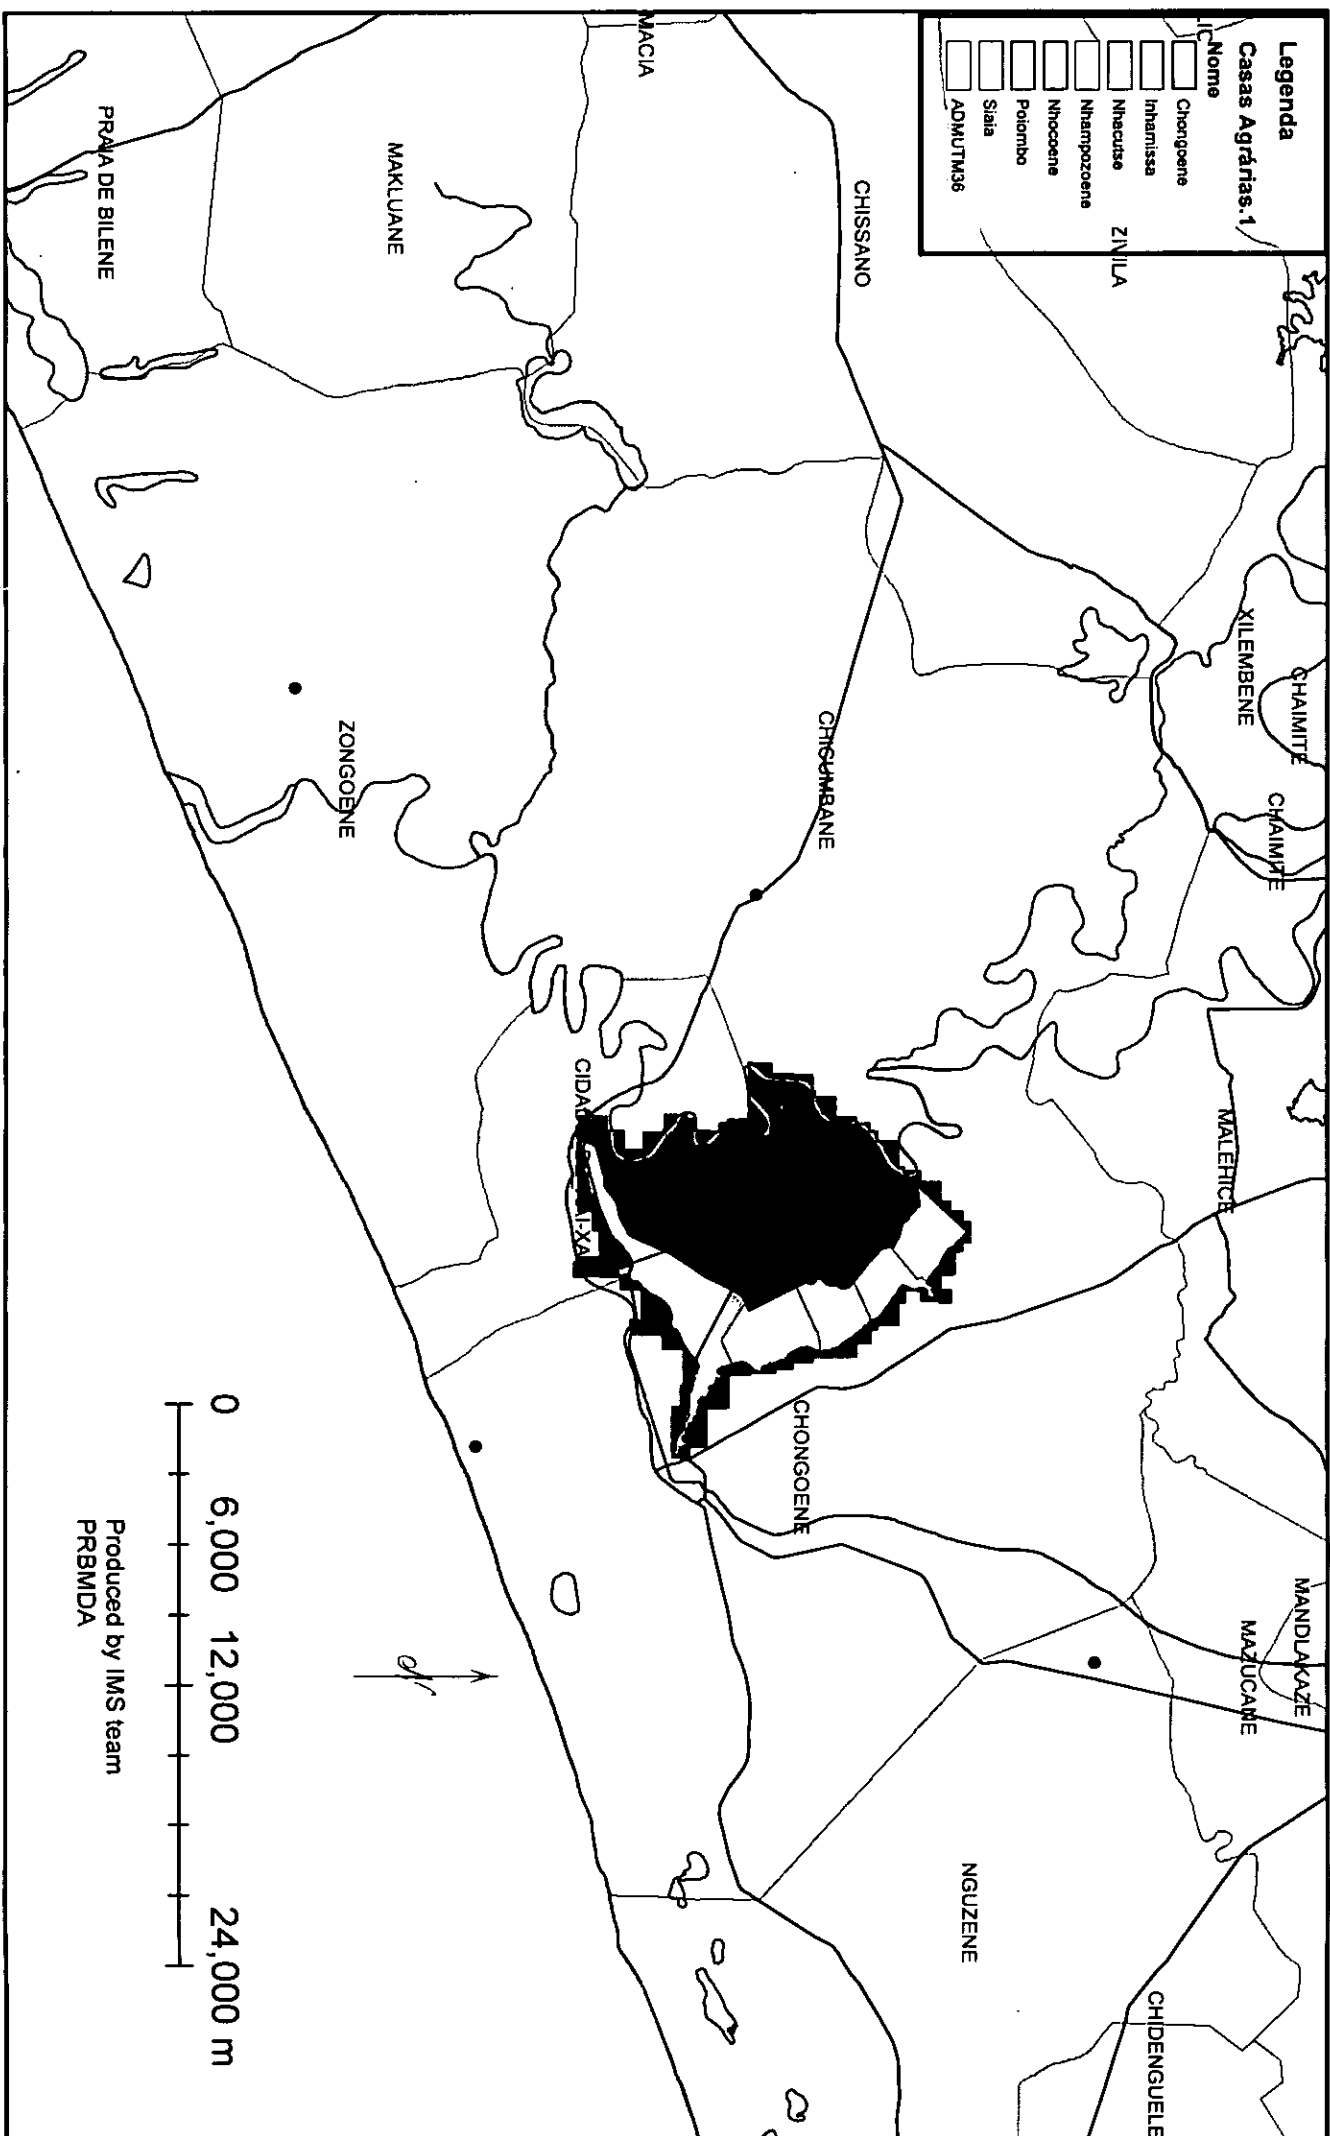 Legenda
Casas Agrárias.1
Nome
Chongoene
Inhamissa
Nhacutse
Nhampozoene
Nhocoene
Poiombo
Siaia
ADMUTM36
ZIVILA
CHAIMITE
XILEMBENE
CHAIMITE
MALEHICE
MANDLAKAZE
MAZUCANE
CHIDENGUELE
NGUZENE
CHISSANO
CHICUMBANE
CHONGOENE
MACIA
MAKLUANE
ZONGOENE
PRAIA DE BILENE
0 6,000 12,000 24,000 m
Produced by IMS team
PRBMDA